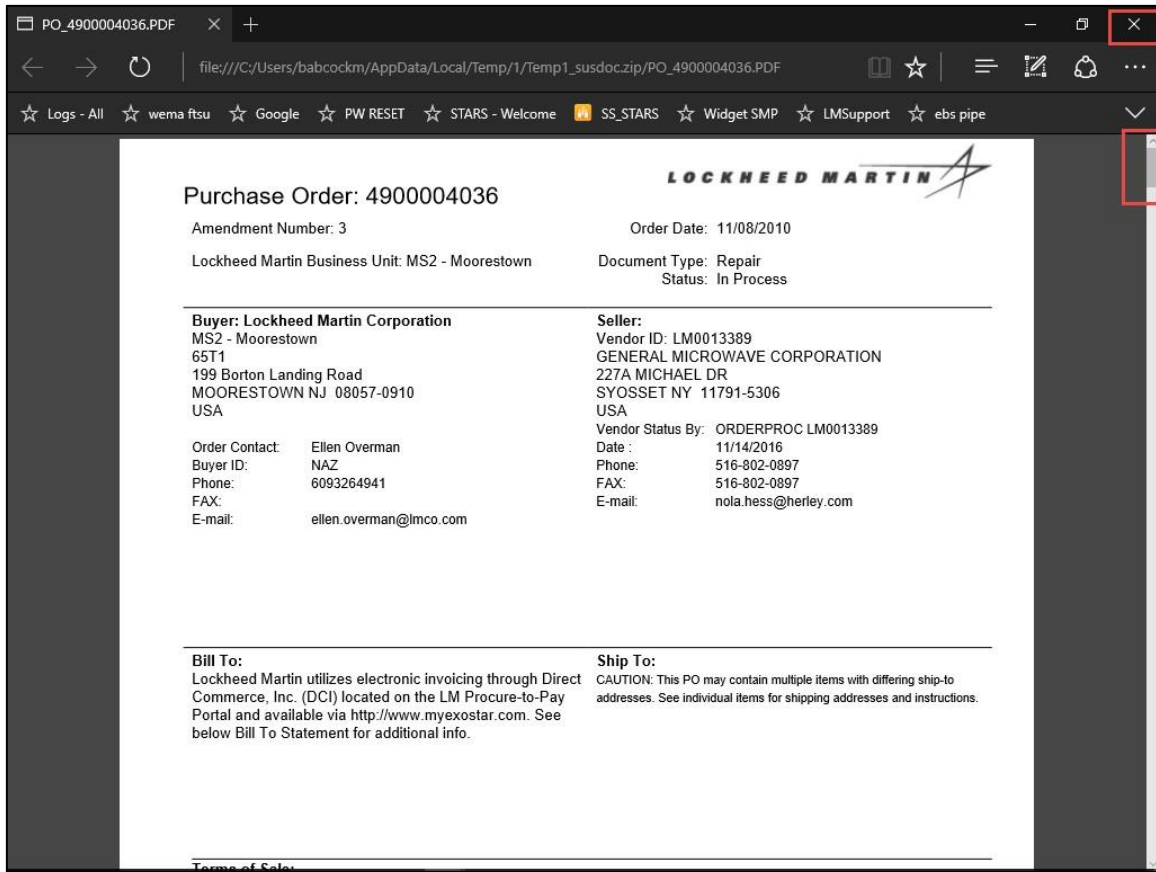 PO_4900004036.PDF
file:///C:/Users/babcockm/AppData/Local/Temp/1/Temp1_susdoc.zip/PO_4900004036.PDF
Logs - All wema ftsu Google PW RESET STARS - Welcome SS_STARS Widget SMP LMSupport ebs pipe
LOCKHEED MARTIN
Purchase Order: 4900004036
Amendment Number: 3
Order Date: 11/08/2010
Lockheed Martin Business Unit: MS2 - Moorestown
Document Type: Repair
Status: In Process
Buyer: Lockheed Martin Corporation
MS2 - Moorestown
65T1
199 Borton Landing Road
MOORESTOWN NJ 08057-0910
USA
Order Contact: Ellen Overman
Buyer ID: NAZ
Phone: 6093264941
FAX:
E-mail: ellen.overman@lmco.com
Seller:
Vendor ID: LM0013389
GENERAL MICROWAVE CORPORATION
227A MICHAEL DR
SYOSSET NY 11791-5306
USA
Vendor Status By: ORDERPROC LM0013389
Date : 11/14/2016
Phone: 516-802-0897
FAX: 516-802-0897
E-mail: nola.hess@herley.com
Bill To:
Lockheed Martin utilizes electronic invoicing through Direct
Commerce, Inc. (DCI) located on the LM Procure-to-Pay
Portal and available via http://www.myexostar.com. See
below Bill To Statement for additional info.
Ship To:
CAUTION: This PO may contain multiple items with differing ship-to
addresses. See individual items for shipping addresses and instructions.
Terms of Sale: